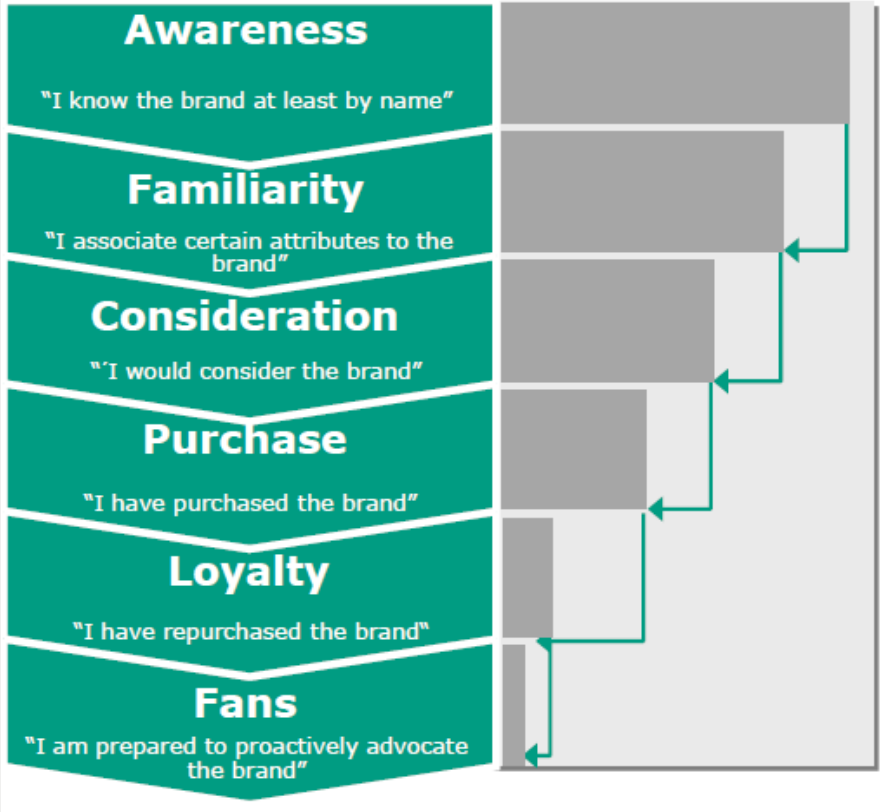 Awareness
“I know the brand at least by name”
Familiarity
“I associate certain attributes to the
brand”
Consideration
“´I would consider the brand”
Purchase
“I have purchased the brand”
Loyalty
“I have repurchased the brand“
Fans
“I am prepared to proactively advocate
the brand”